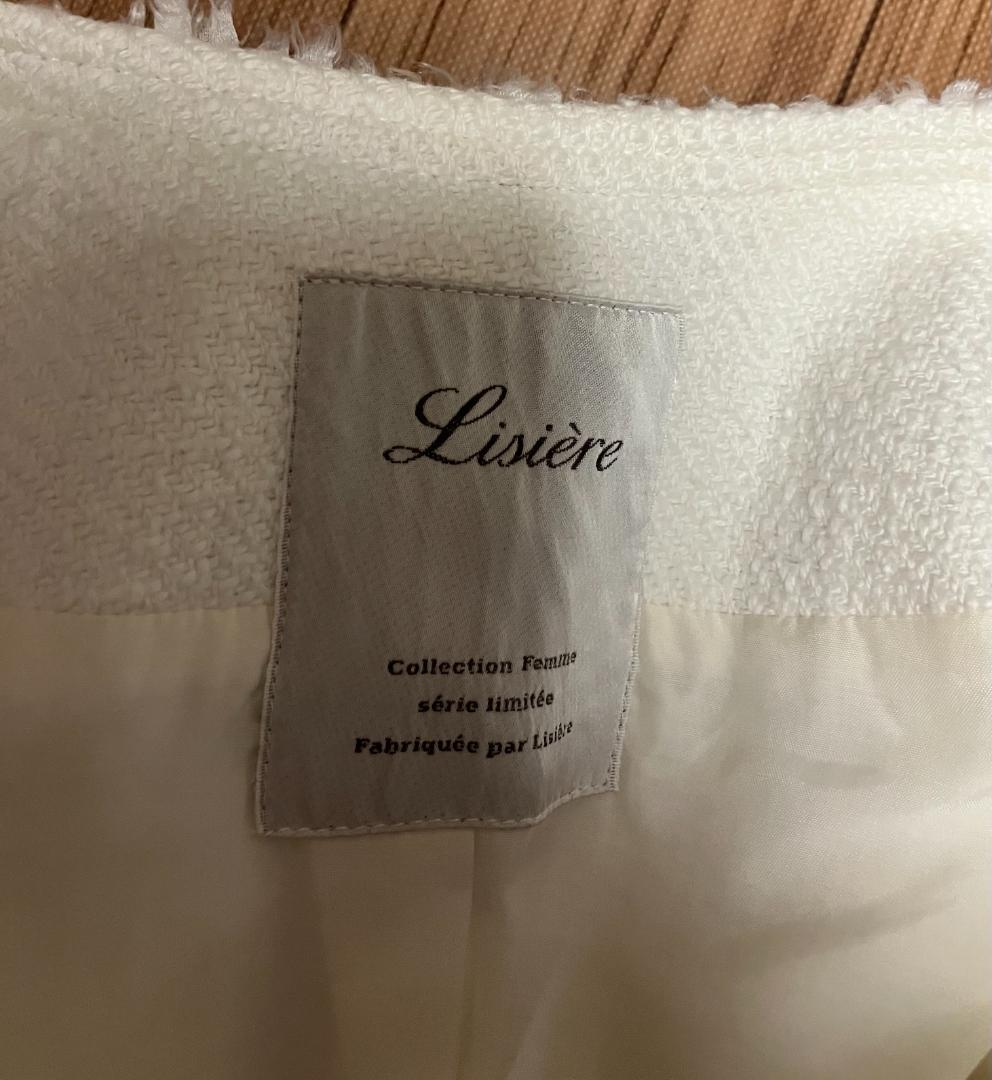 Lisière
Collection Femme
série limitée
Fabriquée par Lisière